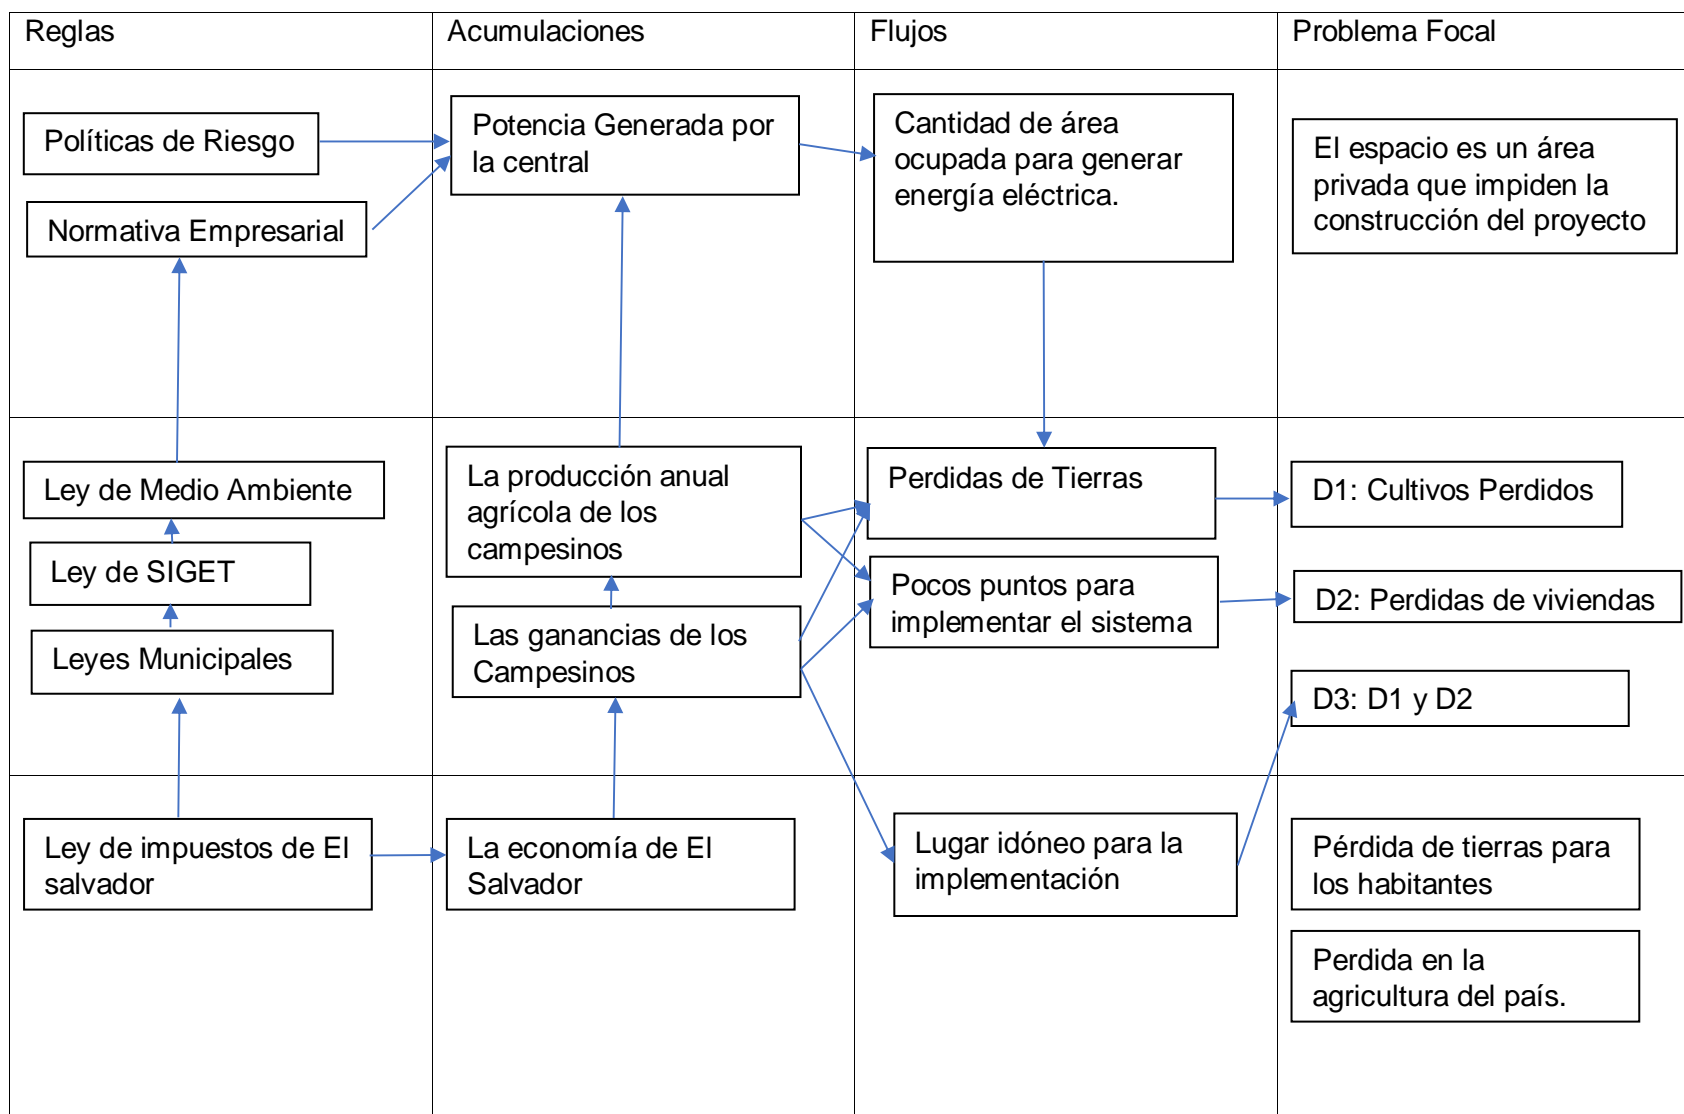 Reglas
Acumulaciones
Flujos
Problema Focal
Políticas de Riesgo
Normativa Empresarial
Potencia Generada por
la central
Cantidad de área
ocupada para generar
energía eléctrica.
El espacio es un área
privada que impiden la
construcción del proyecto
Ley de Medio Ambiente
Ley de SIGET
Leyes Municipales
La producción anual
agrícola de los
campesinos
Las ganancias de los
Campesinos
Perdidas de Tierras
Pocos puntos para
implementar el sistema
D1: Cultivos Perdidos
D2: Perdidas de viviendas
D3: D1 y D2
Ley de impuestos de El
salvador
La economía de El
Salvador
Lugar idóneo para la
implementación
Pérdida de tierras para
los habitantes
Perdida en la
agricultura del país.